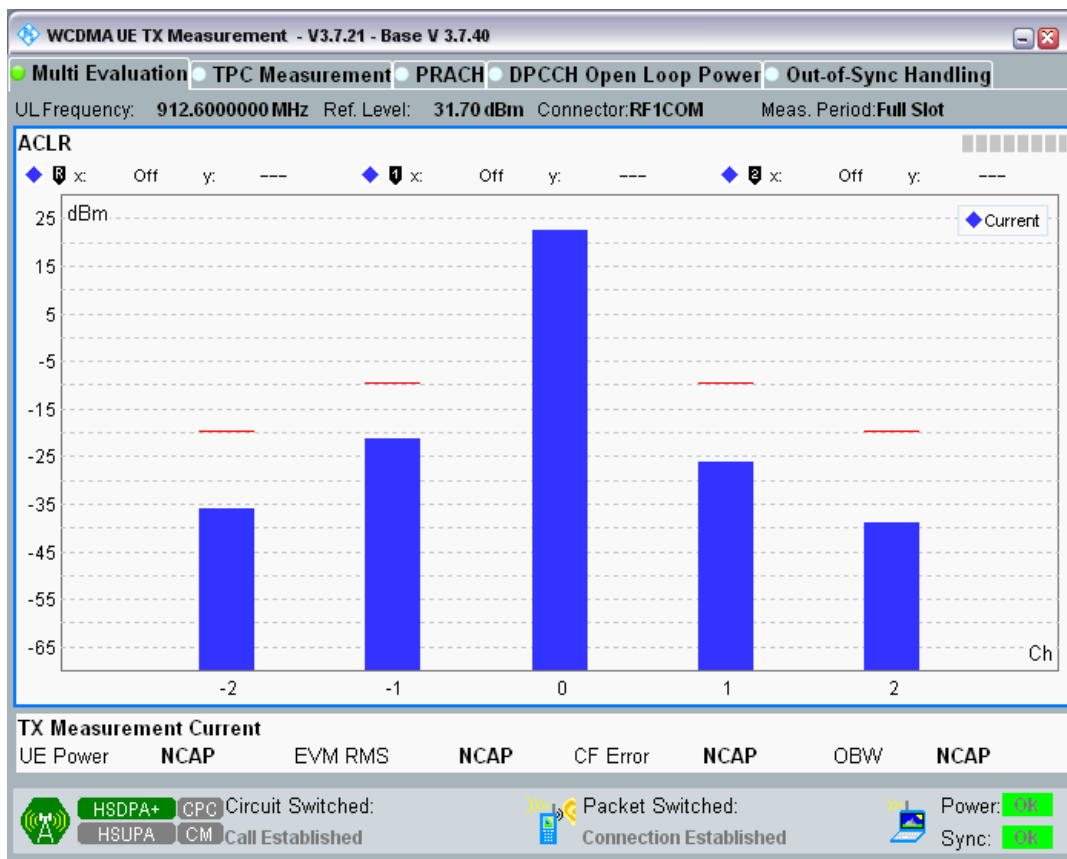 WCDMA UE TX Measurement - V3.7.21 - Base V 3.7.40
Multi Evaluation TPC Measurement PRACH DPCCH Open Loop Power Out-of-Sync Handling
UL Frequency: 912.6000000 MHz Ref. Level: 31.70 dBm Connector:RF1COM Meas. Period:Full Slot
ACLR
R x: Off y: --- 1 x: Off y: --- 2 x: Off y: ---
dBm
Current
25
15
5
-5
-15
-25
-35
-45
-55
-65
Ch
-2 -1 0 1 2
TX Measurement Current
UE Power NCAP EVM RMS NCAP CF Error NCAP OBW NCAP
HSDPA+ CPC Circuit Switched: Packet Switched: Power: OK
HSUPA CM Call Established Connection Established Sync: OK